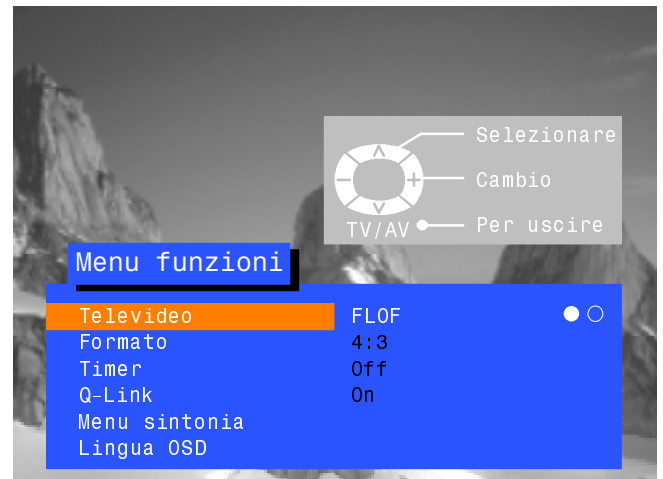 Selezionare
Cambio
TV/AV Per uscire
Menu funzioni
Televideo FLOF
Formato 4:3
Timer Off
Q-Link On
Menu sintonia
Lingua OSD